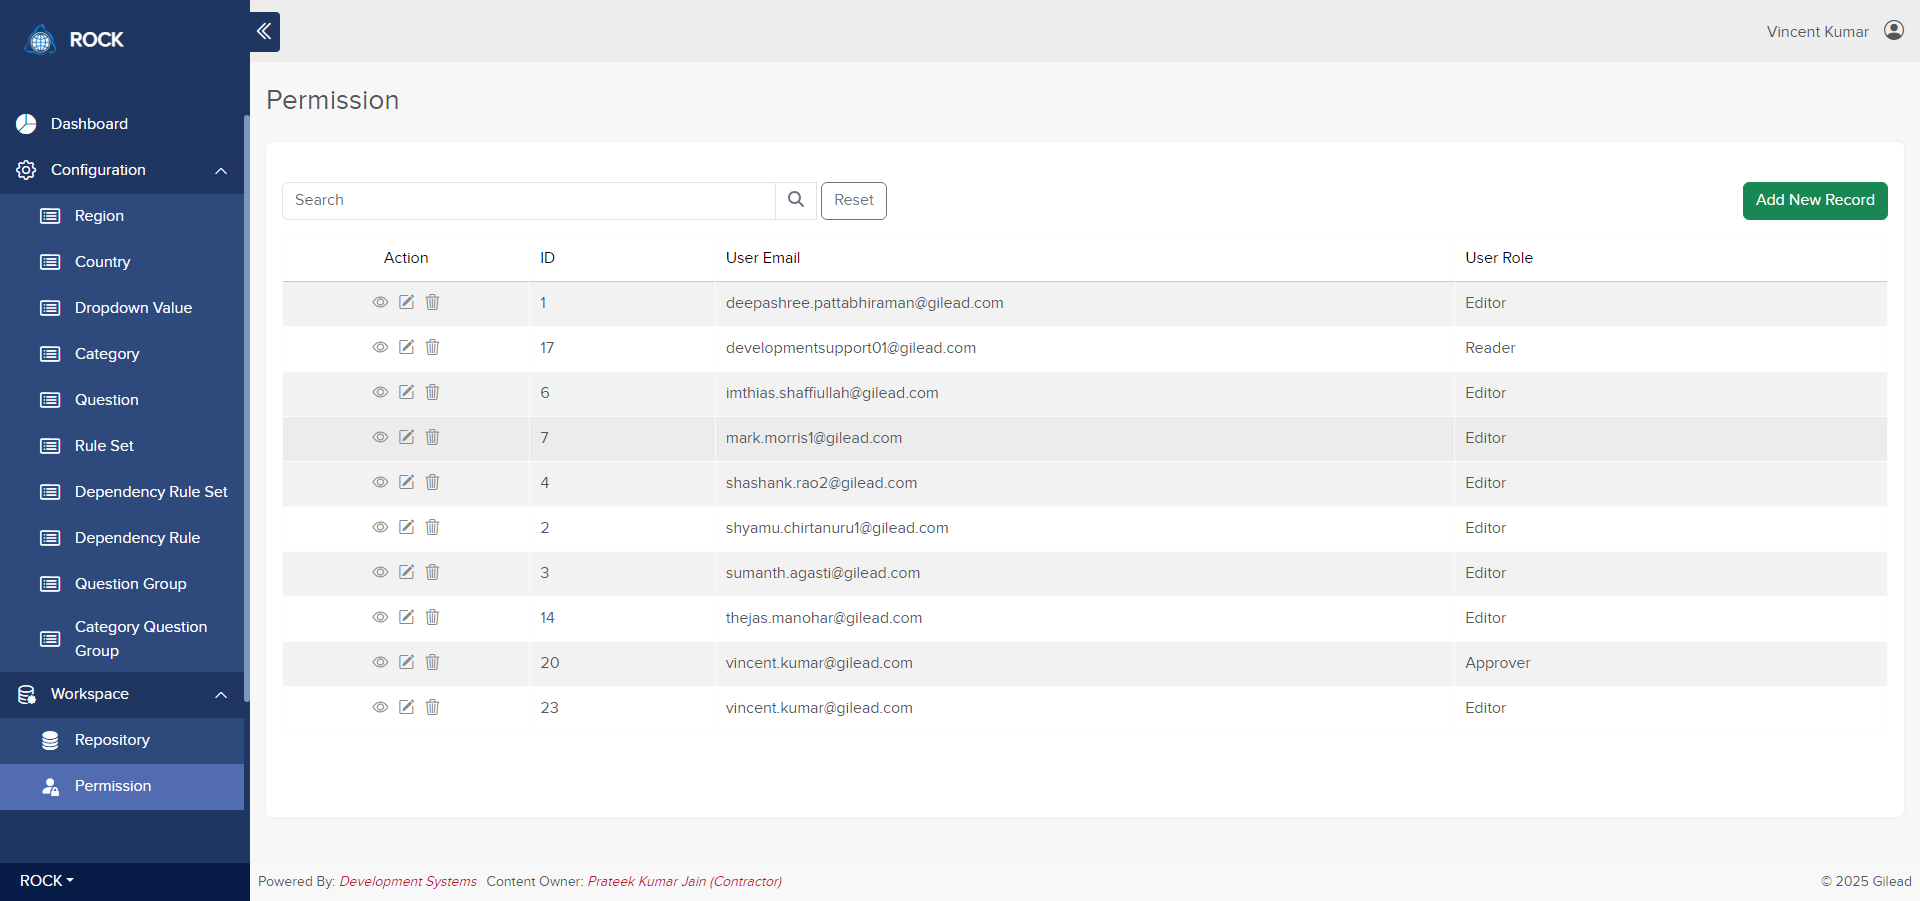 ROCK
Vincent Kumar
Dashboard
Configuration
Region
Country
Dropdown Value
Category
Question
Rule Set
Dependency Rule Set
Dependency Rule
Question Group
Category Question
Group
Workspace
Repository
Permission
ROCK
Permission
Search
Reset
Add New Record
Action ID User Email User Role
1 deepashree.pattabhiraman@gilead.com Editor
17 developmentsupport01@gilead.com Reader
6 imthias.shaffiullah@gilead.com Editor
7 mark.morris1@gilead.com Editor
4 shashank.rao2@gilead.com Editor
2 shyamu.chirtanuru1@gilead.com Editor
3 sumanth.agasti@gilead.com Editor
14 thejas.manohar@gilead.com Editor
20 vincent.kumar@gilead.com Approver
23 vincent.kumar@gilead.com Editor
Powered By: Development Systems Content Owner: Prateek Kumar Jain (Contractor)
© 2025 Gilead